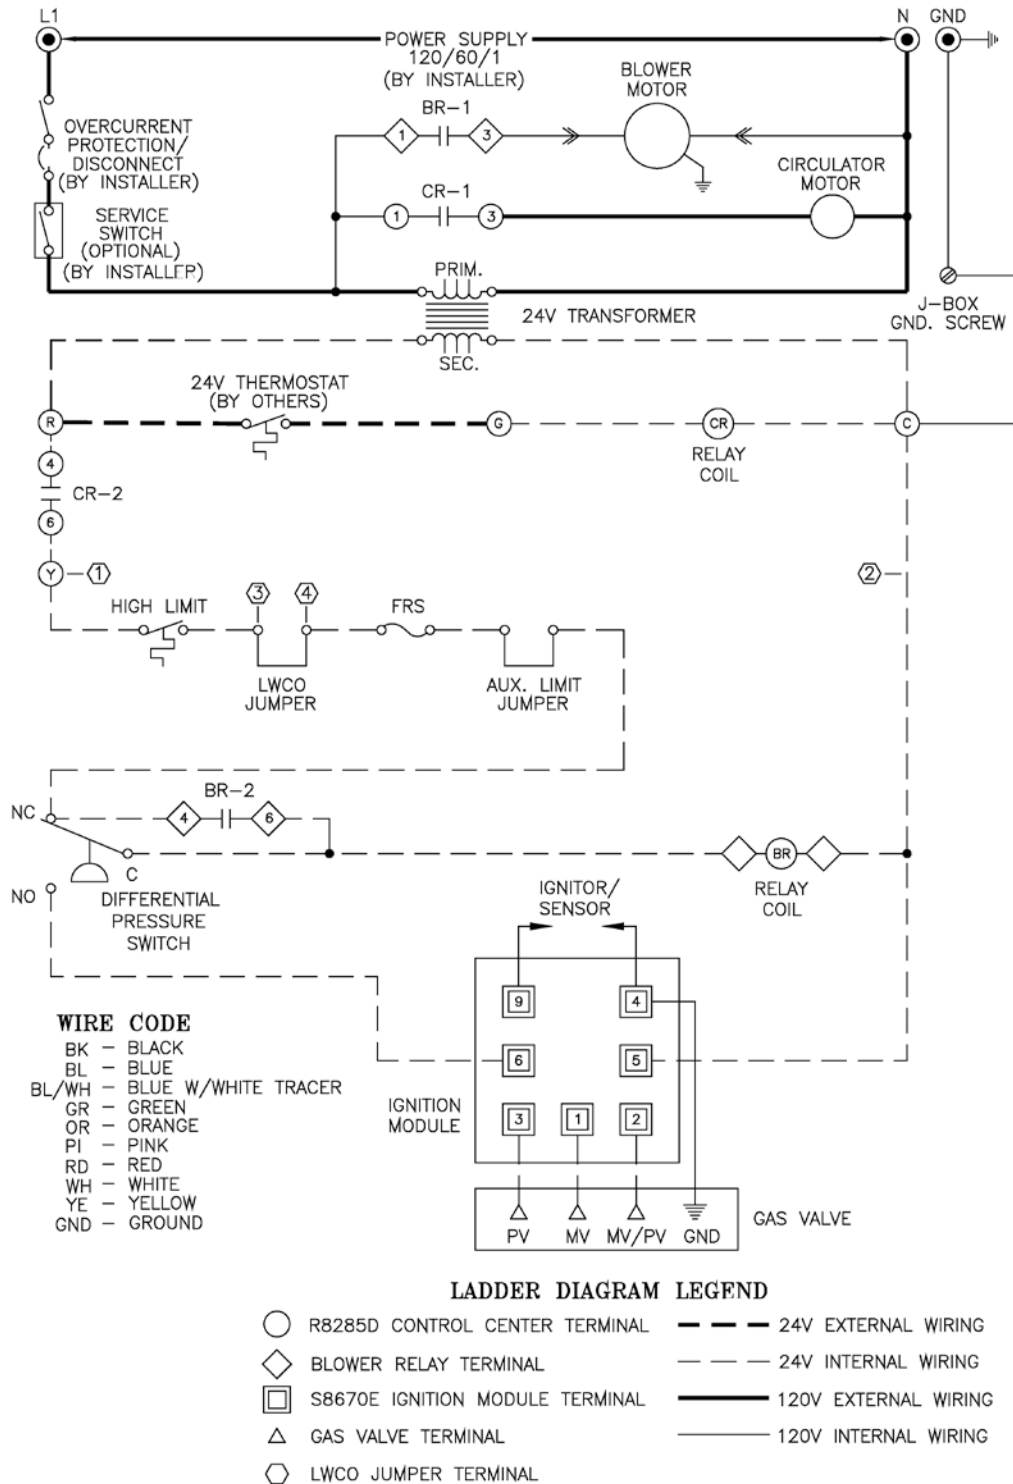 L1
N
GND
POWER SUPPLY
120/60/1
(BY INSTALLER)
BLOWER
MOTOR
BR-1
1
3
OVERCURRENT
PROTECTION/
DISCONNECT
(BY INSTALLER)
CIRCULATOR
MOTOR
CR-1
1
3
SERVICE
SWITCH
(OPTIONAL)
(BY INSTALLER)
PRIM.
24V TRANSFORMER
J-BOX
GND. SCREW
SEC.
24V THERMOSTAT
(BY OTHERS)
R
G
CR
C
RELAY
COIL
4
CR-2
6
Y
1
2
HIGH LIMIT
3
4
FRS
LWCO
JUMPER
AUX. LIMIT
JUMPER
NC
BR-2
4
6
C
BR
RELAY
COIL
NO
DIFFERENTIAL
PRESSURE
SWITCH
IGNITOR/
SENSOR
9
4
6
5
3
1
2
IGNITION
MODULE
PV
MV
MV/PV
GND
GAS VALVE
WIRE CODE
BK - BLACK
BL - BLUE
BL/WH - BLUE W/WHITE TRACER
GR - GREEN
OR - ORANGE
PI - PINK
RD - RED
WH - WHITE
YE - YELLOW
GND - GROUND
LADDER DIAGRAM LEGEND
R8285D CONTROL CENTER TERMINAL
24V EXTERNAL WIRING
BLOWER RELAY TERMINAL
24V INTERNAL WIRING
S8670E IGNITION MODULE TERMINAL
120V EXTERNAL WIRING
GAS VALVE TERMINAL
120V INTERNAL WIRING
LWCO JUMPER TERMINAL